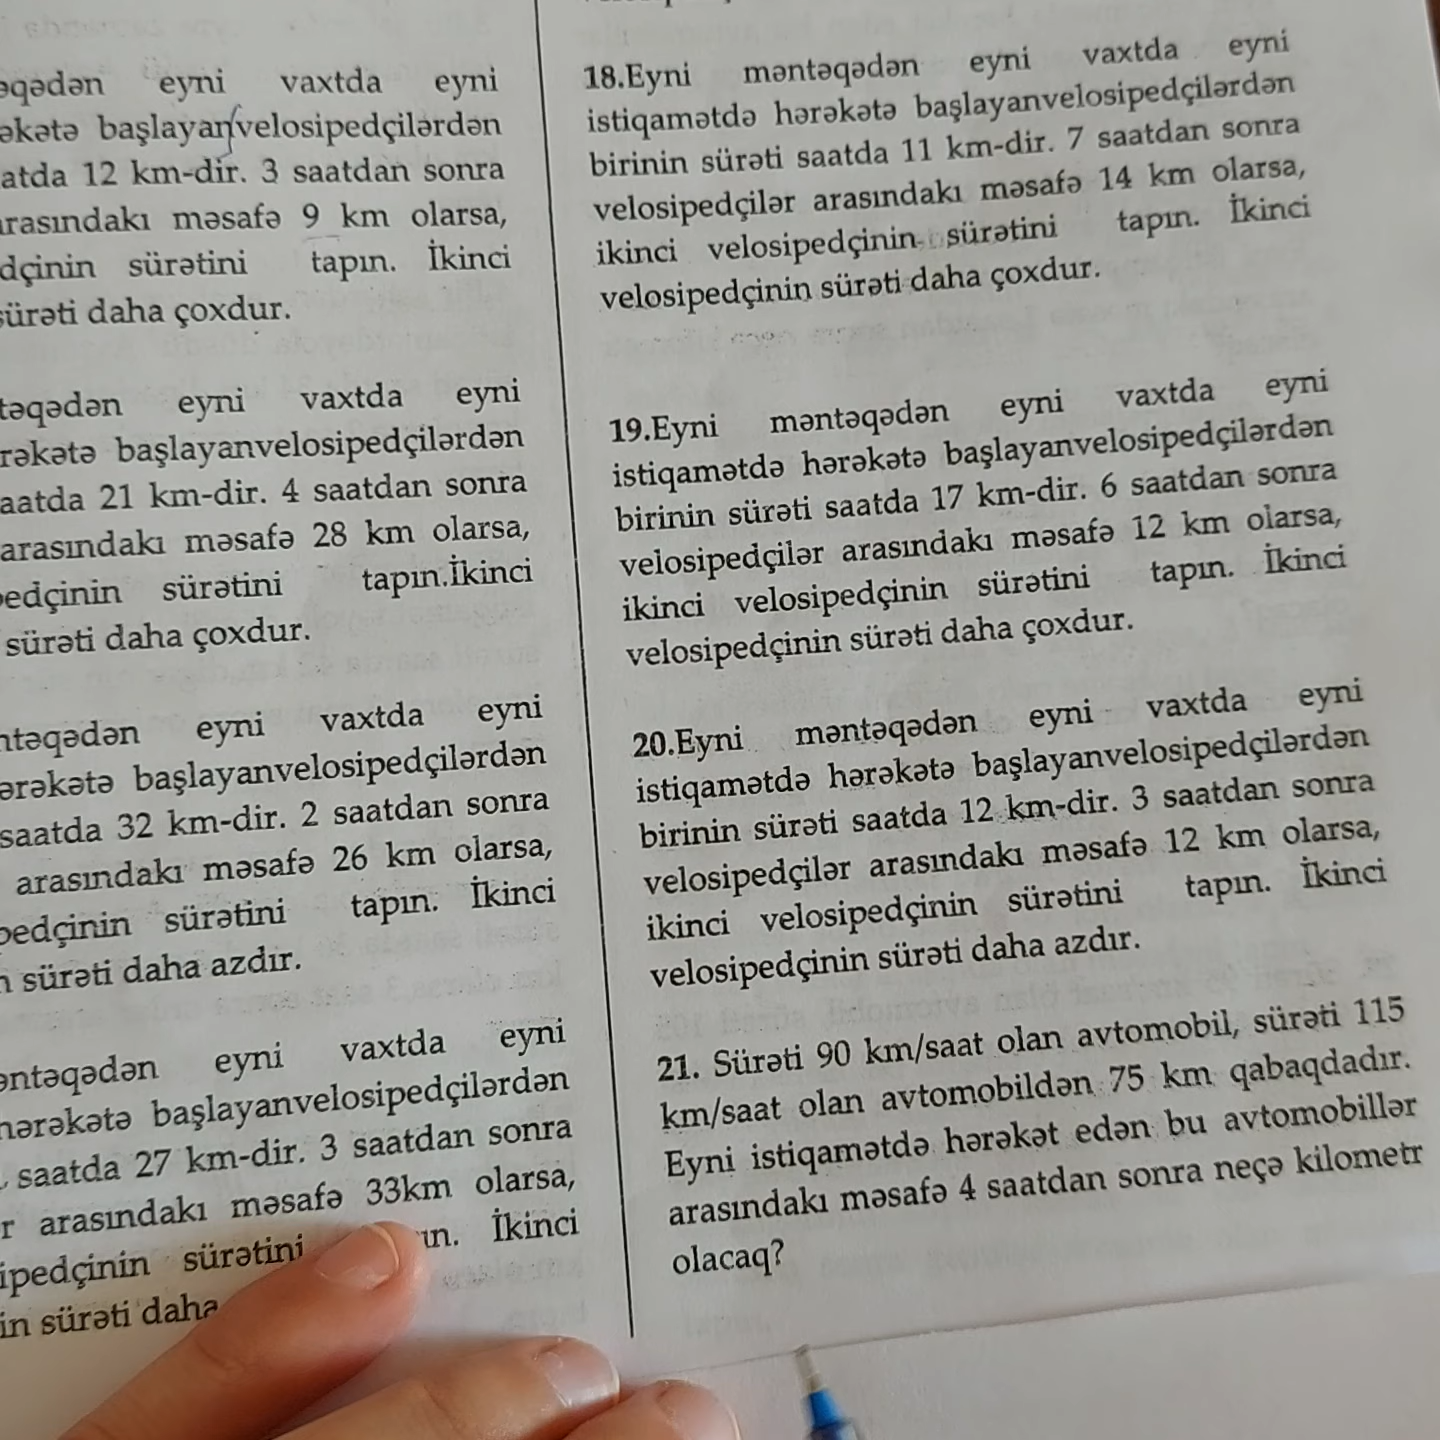 əqədən eyni vaxtda eyni
əkətə başlayanvelosipedçilərdən
atda 12 km-dir. 3 saatdan sonra
arasındakı məsafə 9 km olarsa,
dçinin sürətini tapın. İkinci
sürəti daha çoxdur.
təqədən eyni vaxtda eyni
rəkətə başlayanvelosipedçilərdən
aatda 21 km-dir. 4 saatdan sonra
arasındakı məsafə 28 km olarsa,
edçinin sürətini tapın.İkinci
sürəti daha çoxdur.
ntəqədən eyni vaxtda eyni
ərəkətə başlayanvelosipedçilərdən
saatda 32 km-dir. 2 saatdan sonra
arasındakı məsafə 26 km olarsa,
pedçinin sürətini tapın. İkinci
n sürəti daha azdır.
əntəqədən eyni vaxtda eyni
hərəkətə başlayanvelosipedçilərdən
saatda 27 km-dir. 3 saatdan sonra
r arasındakı məsafə 33km olarsa,
ipedçinin sürətini ın. İkinci
in sürəti daha
18.Eyni məntəqədən eyni vaxtda eyni
istiqamətdə hərəkətə başlayanvelosipedçilərdən
birinin sürəti saatda 11 km-dir. 7 saatdan sonra
velosipedçilər arasındakı məsafə 14 km olarsa,
ikinci velosipedçinin sürətini tapın. İkinci
velosipedçinin sürəti daha çoxdur.
19.Eyni məntəqədən eyni vaxtda eyni
istiqamətdə hərəkətə başlayanvelosipedçilərdən
birinin sürəti saatda 17 km-dir. 6 saatdan sonra
velosipedçilər arasındakı məsafə 12 km olarsa,
ikinci velosipedçinin sürətini tapın. İkinci
velosipedçinin sürəti daha çoxdur.
20.Eyni məntəqədən eyni vaxtda eyni
istiqamətdə hərəkətə başlayanvelosipedçilərdən
birinin sürəti saatda 12 km-dir. 3 saatdan sonra
velosipedçilər arasındakı məsafə 12 km olarsa,
ikinci velosipedçinin sürətini tapın. İkinci
velosipedçinin sürəti daha azdır.
21. Sürəti 90 km/saat olan avtomobil, sürəti 115
km/saat olan avtomobildən 75 km qabaqdadır.
Eyni istiqamətdə hərəkət edən bu avtomobillər
arasındakı məsafə 4 saatdan sonra neçə kilometr
olacaq?